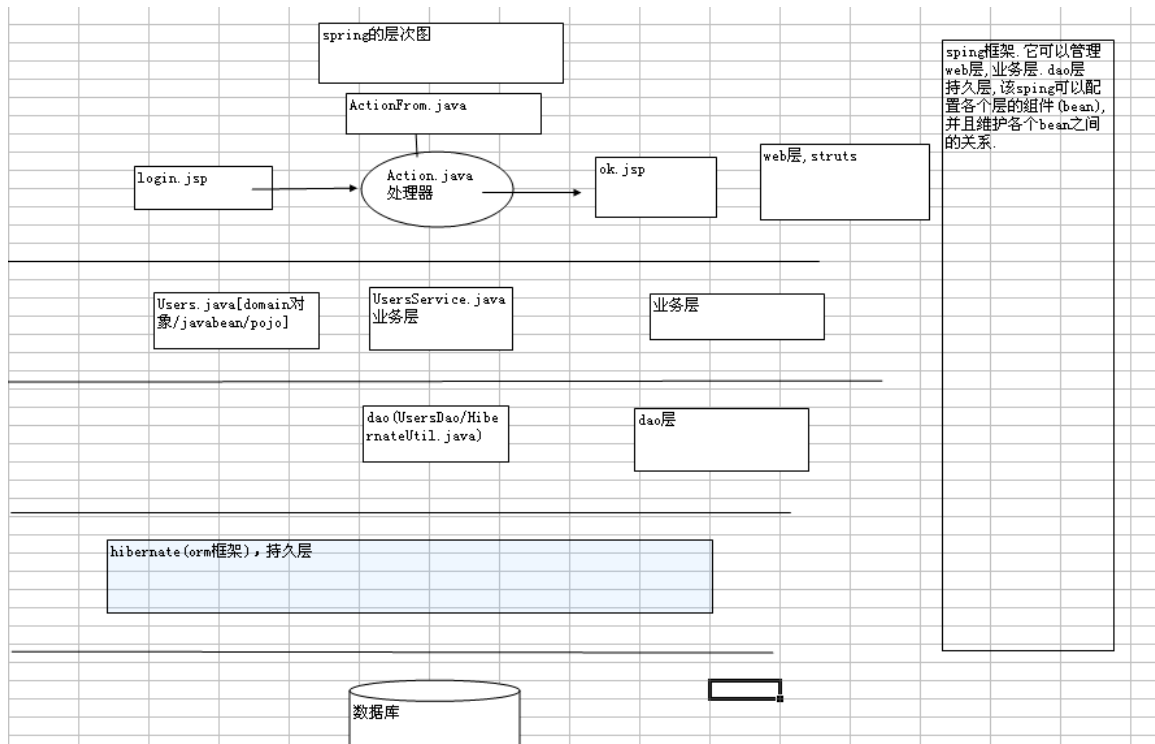 spring的层次图
sping框架.它可以管理
web层,业务层.dao层
持久层,该sping可以配
置各个层的组件(bean),
并且维护各个bean之间
的关系.
ActionFrom.java
login.jsp
Action.java
处理器
ok.jsp
web层,struts
Users.java[domain对
象/javabean/pojo]
UsersService.java
业务层
业务层
dao(UsersDao/Hibe
rnateUtil.java)
dao层
hibernate(orm框架),持久层
数据库